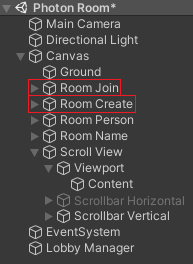 Photon Room*
Main Camera
Directional Light
Canvas
Ground
Room Join
Room Create
Room Person
Room Name
Scroll View
Viewport
Content
Scrollbar Horizontal
Scrollbar Vertical
EventSystem
Lobby Manager